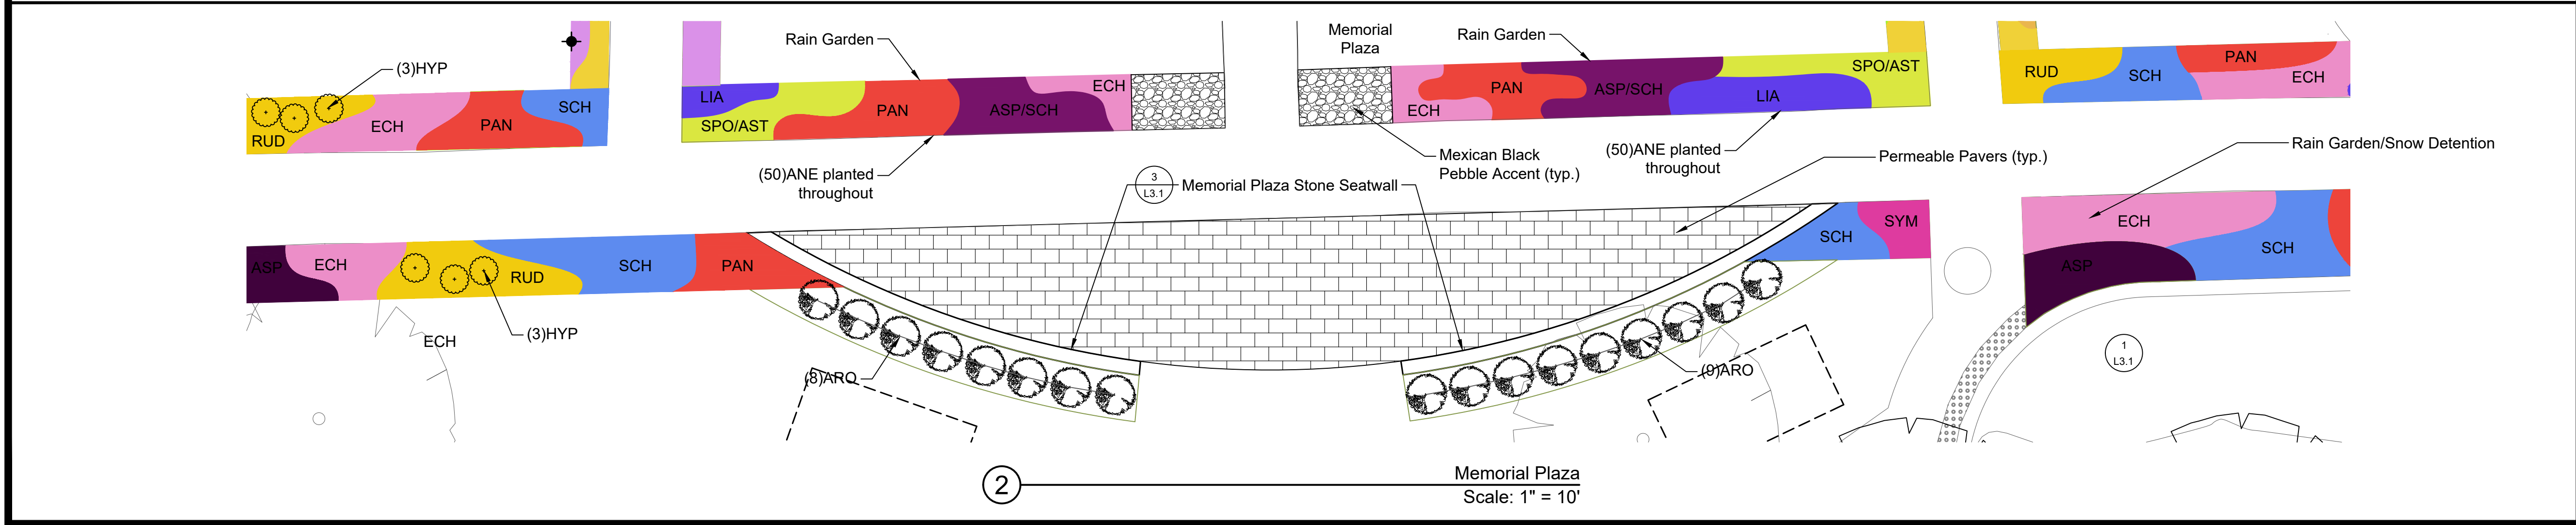 Memorial
Plaza
Rain Garden
Rain Garden
(3)HYP
RUD
ECH
PAN
SCH
LIA
SPO/AST
PAN
ASP/SCH
ECH
ECH
PAN
ASP/SCH
LIA
SPO/AST
RUD
SCH
PAN
ECH
(50)ANE planted
throughout
Mexican Black
Pebble Accent (typ.)
(50)ANE planted
throughout
Permeable Pavers (typ.)
Rain Garden/Snow Detention
3
L3.1
Memorial Plaza Stone Seatwall
ASP
ECH
RUD
SCH
PAN
SCH
SYM
ECH
ASP
SCH
ECH
(3)HYP
(8)ARO
(9)ARO
1
L3.1
2
Memorial Plaza
Scale: 1" = 10'